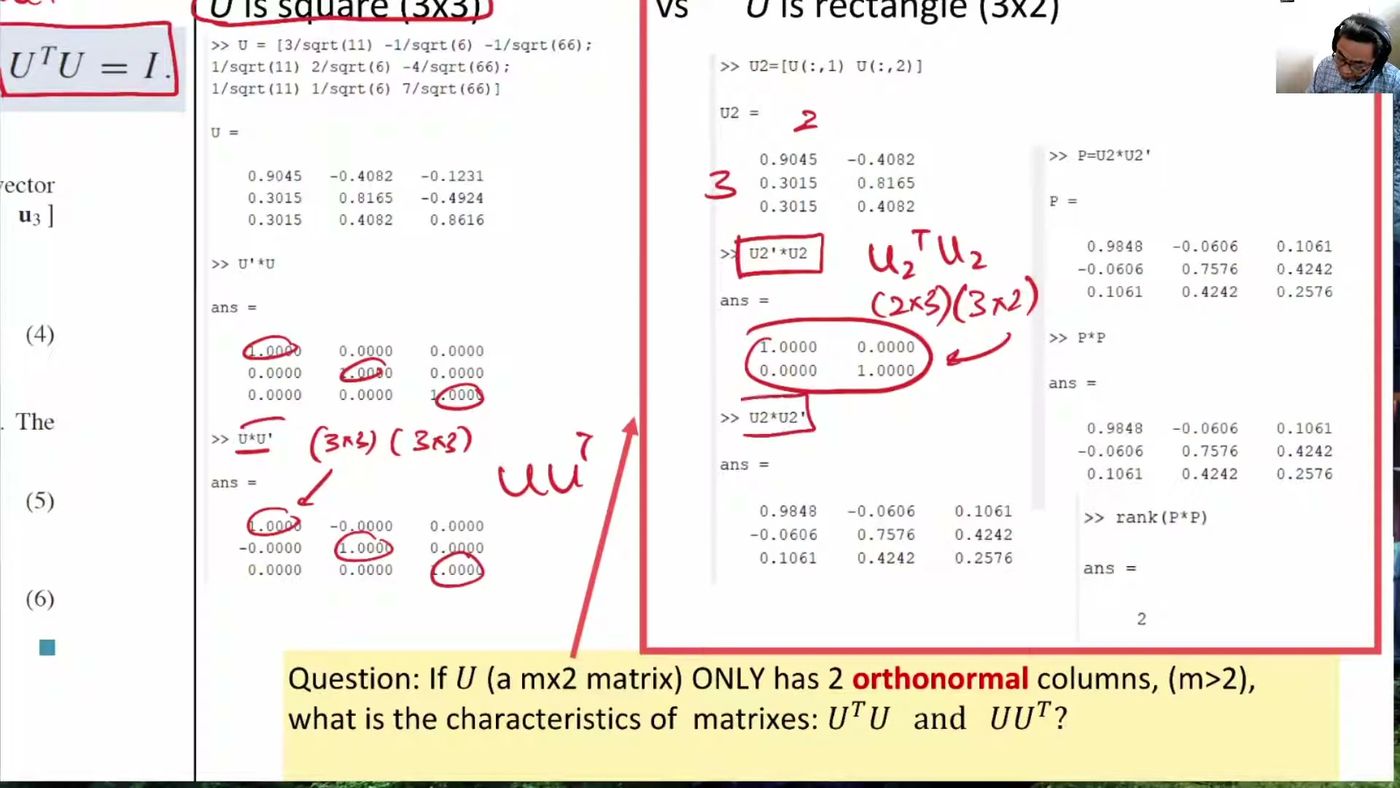 U is square (3x3)
vs U is rectangle (3x2)
UᵀU = I.
vector
u₃ ]
(4)
. The
(5)
(6)
>> U = [3/sqrt(11) -1/sqrt(6) -1/sqrt(66);
1/sqrt(11) 2/sqrt(6) -4/sqrt(66);
1/sqrt(11) 1/sqrt(6) 7/sqrt(66)]
U =
0.9045 -0.4082 -0.1231
0.3015 0.8165 -0.4924
0.3015 0.4082 0.8616
>> U'*U
ans =
1.0000 0.0000 0.0000
0.0000 1.0000 0.0000
0.0000 0.0000 1.0000
>> U*U'
(3x3) (3x3)
UUᵀ
ans =
1.0000 -0.0000 0.0000
-0.0000 1.0000 0.0000
0.0000 0.0000 1.0000
>> U2=[U(:,1) U(:,2)]
U2 =
2
3
0.9045 -0.4082
0.3015 0.8165
0.3015 0.4082
>> U2'*U2
U₂ᵀU₂
(2x3)(3x2)
ans =
1.0000 0.0000
0.0000 1.0000
>> U2*U2'
ans =
0.9848 -0.0606 0.1061
-0.0606 0.7576 0.4242
0.1061 0.4242 0.2576
>> P=U2*U2'
P =
0.9848 -0.0606 0.1061
-0.0606 0.7576 0.4242
0.1061 0.4242 0.2576
>> P*P
ans =
0.9848 -0.0606 0.1061
-0.0606 0.7576 0.4242
0.1061 0.4242 0.2576
>> rank(P*P)
ans =
2
Question: If U (a mx2 matrix) ONLY has 2 orthonormal columns, (m>2),
what is the characteristics of matrixes: UᵀU and UUᵀ?